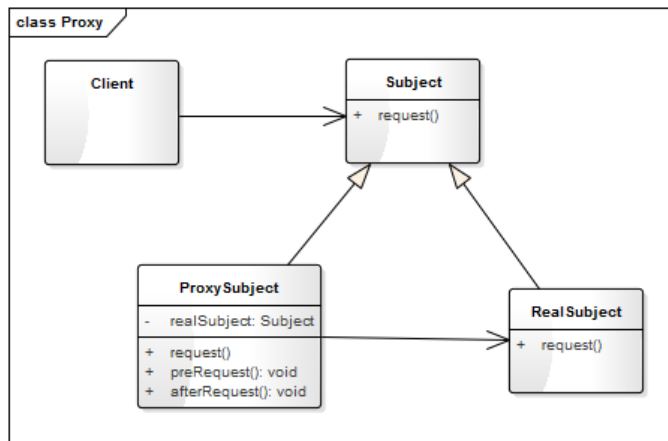 class Proxy
Client
Subject
+ request()
ProxySubject
- realSubject: Subject
+ request()
+ preRequest(): void
+ afterRequest(): void
RealSubject
+ request()